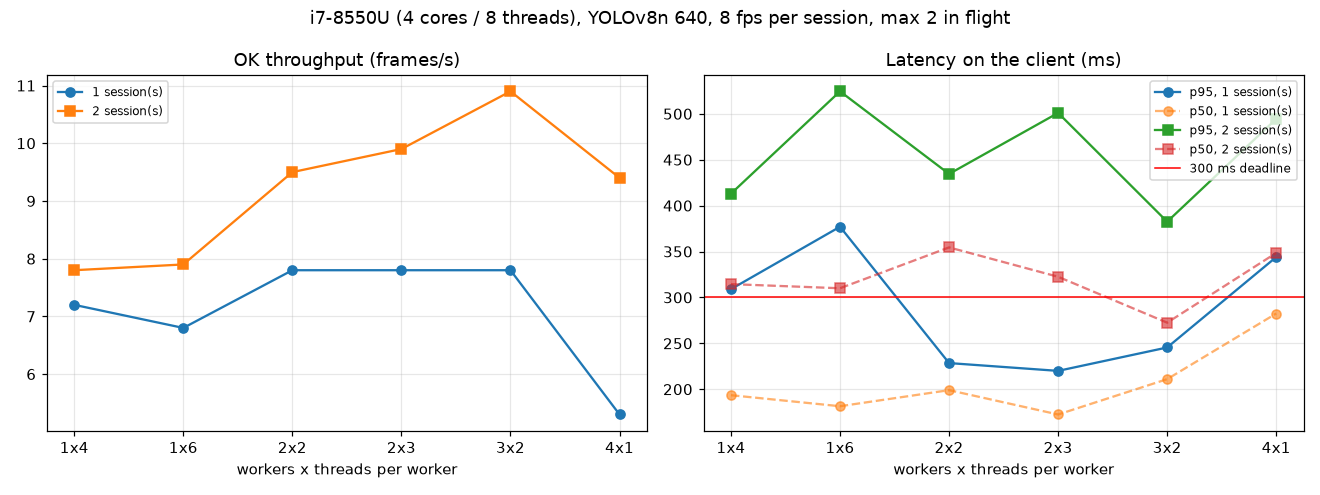 i7-8550U (4 cores / 8 threads), YOLOv8n 640, 8 fps per session, max 2 in flight
OK throughput (frames/s)
1 session(s)
2 session(s)
11
10
9
8
7
6
1x4
1x6
2x2
2x3
3x2
4x1
workers x threads per worker
Latency on the client (ms)
p95, 1 session(s)
p50, 1 session(s)
p95, 2 session(s)
p50, 2 session(s)
300 ms deadline
500
450
400
350
300
250
200
1x4
1x6
2x2
2x3
3x2
4x1
workers x threads per worker